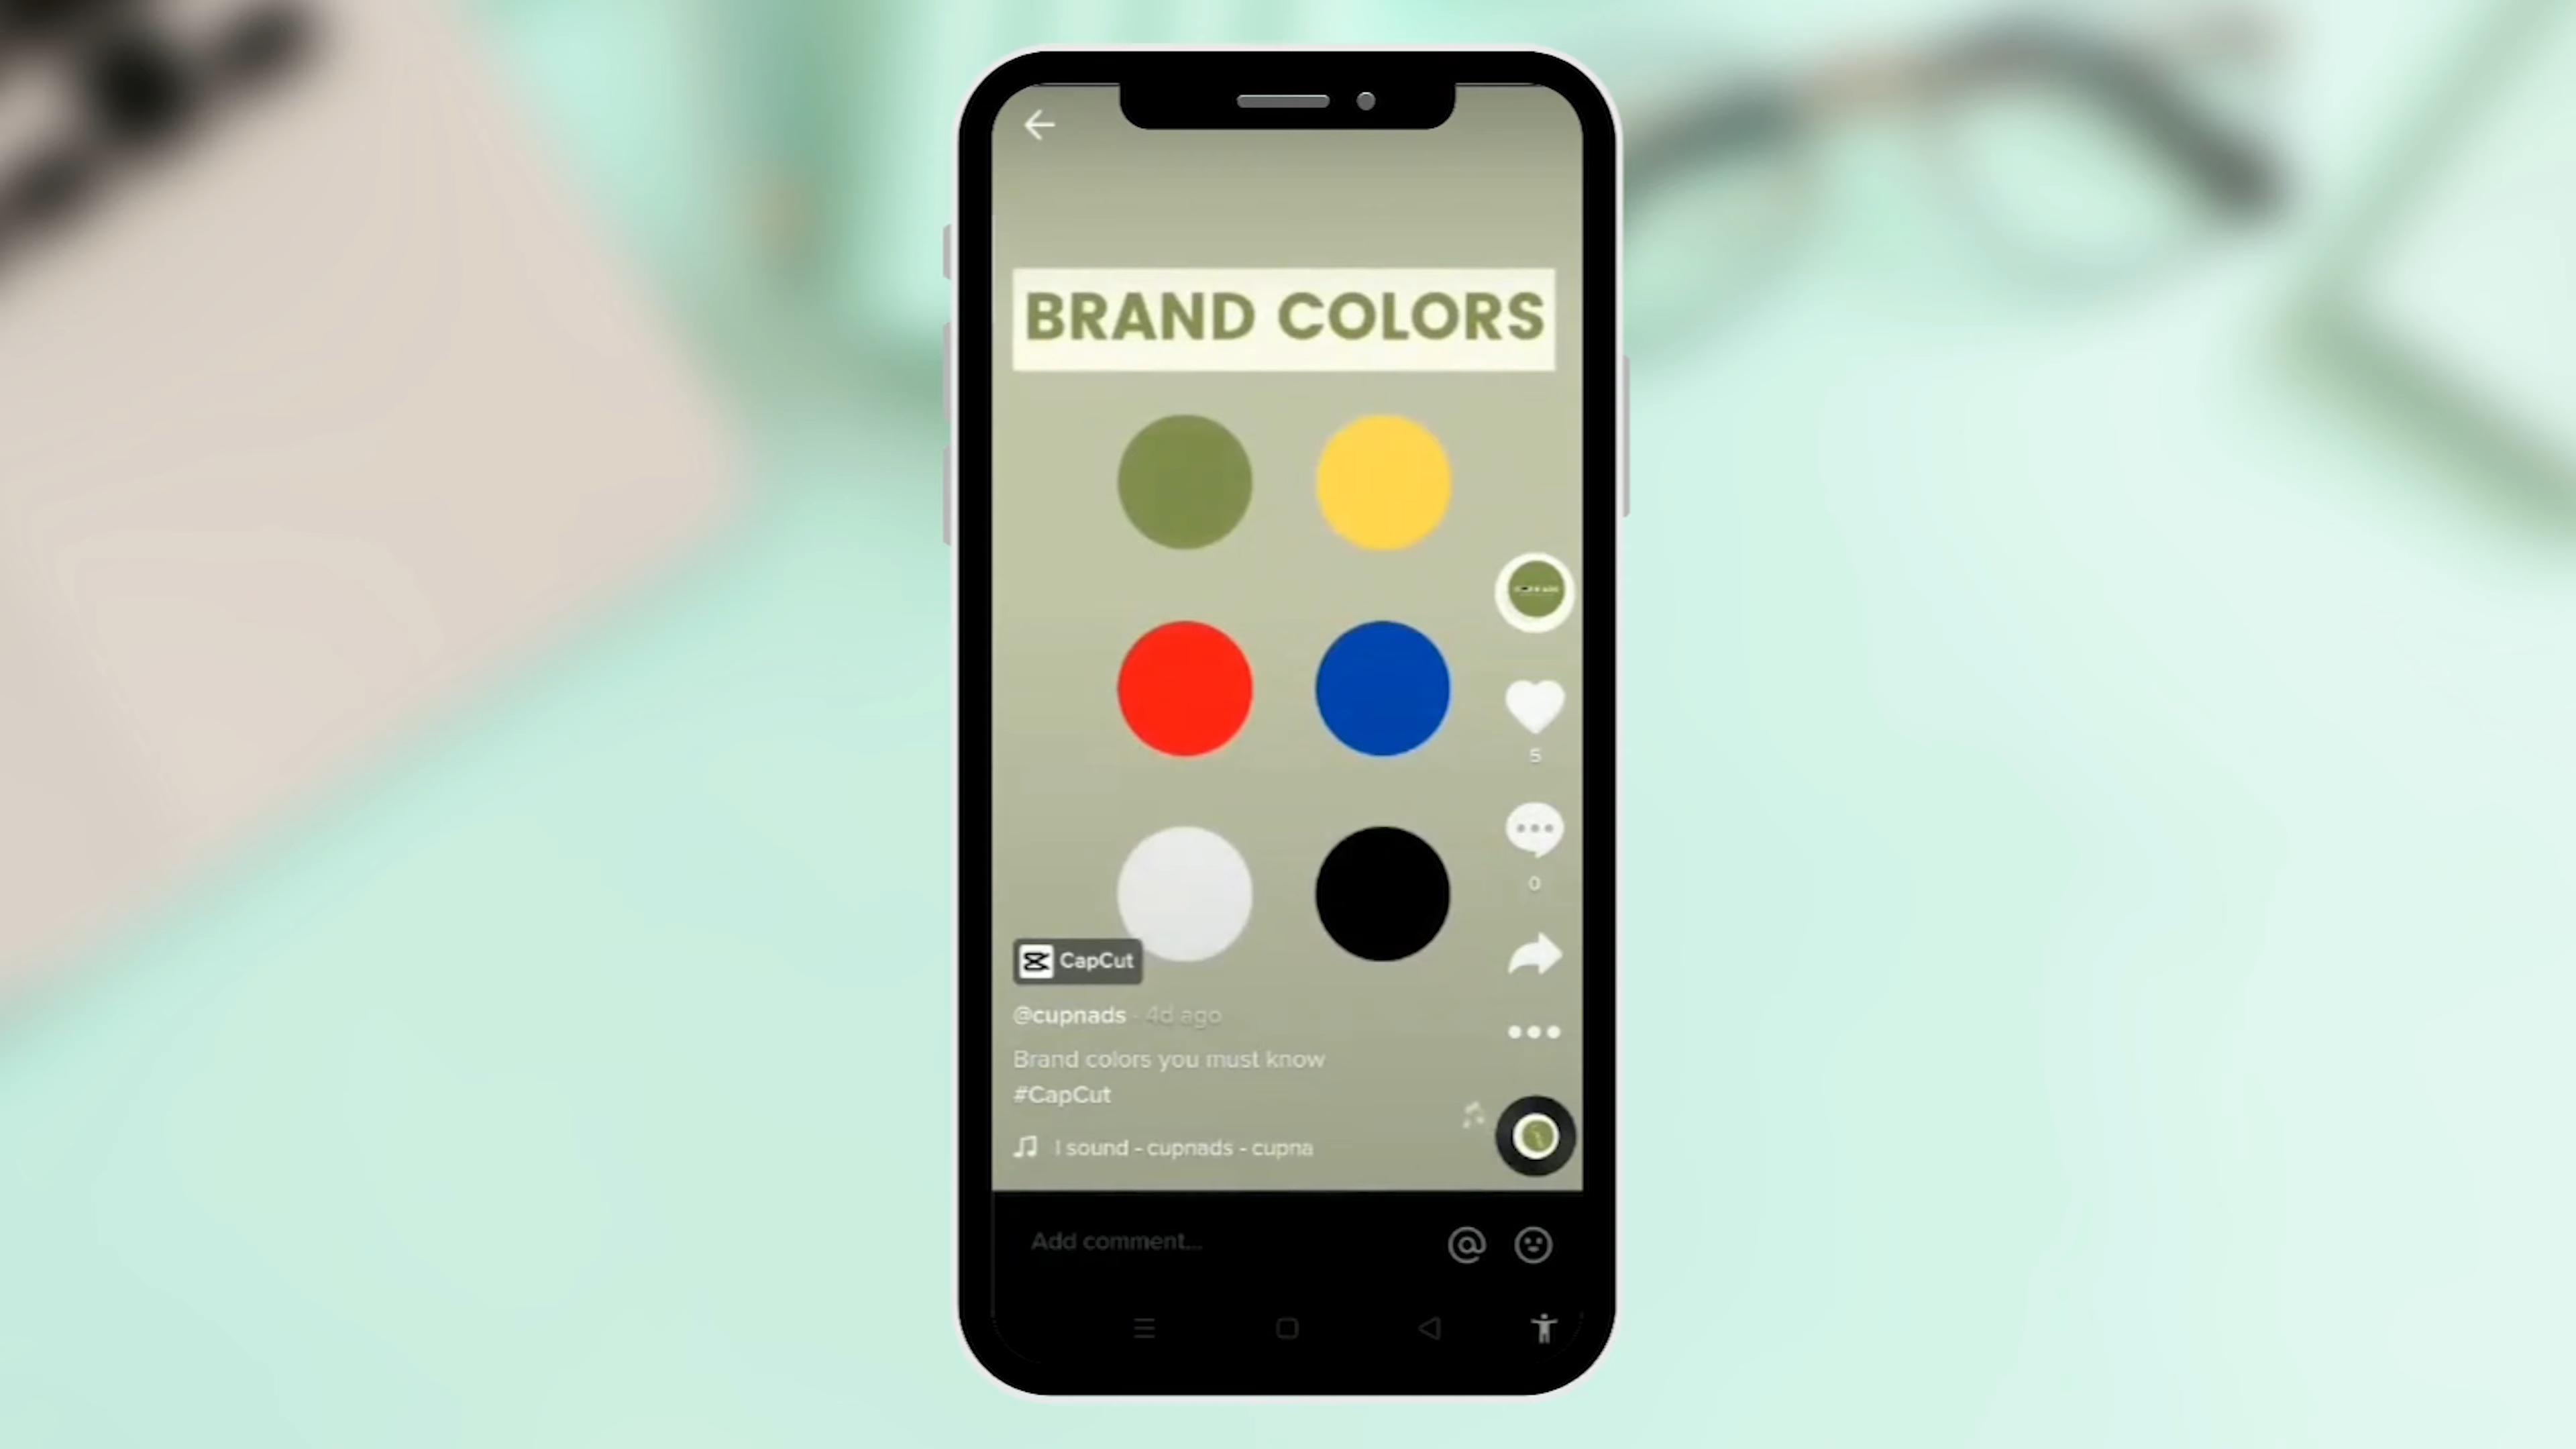 BRAND COLORS
5
0
CapCut
@cupnads · 4d ago
Brand colors you must know
#CapCut
l sound - cupnads - cupna
Add comment...